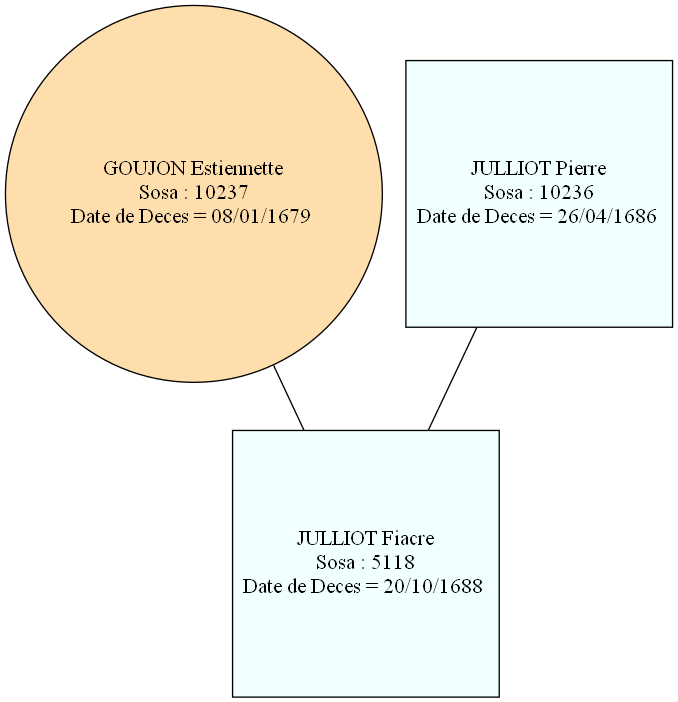 GOUJON Estiennette
Sosa : 10237
Date de Deces = 08/01/1679
JULLIOT Pierre
Sosa : 10236
Date de Deces = 26/04/1686
JULLIOT Fiacre
Sosa : 5118
Date de Deces = 20/10/1688